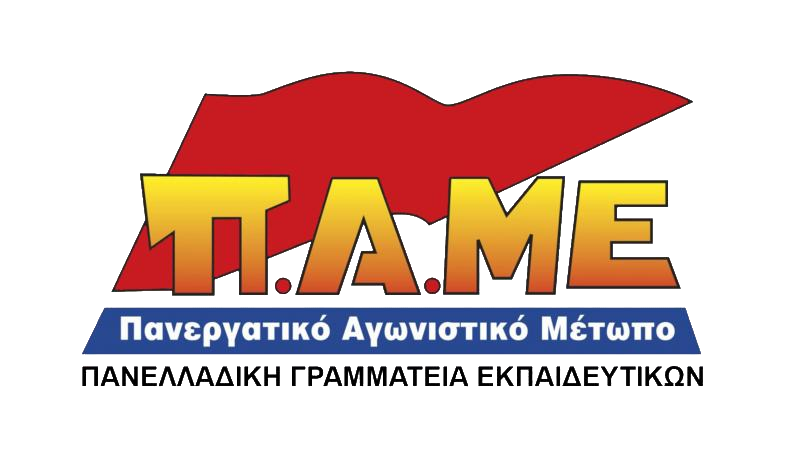 Π.Α.ΜΕ
Πανεργατικό Αγωνιστικό Μέτωπο
ΠΑΝΕΛΛΑΔΙΚΗ ΓΡΑΜΜΑΤΕΙΑ ΕΚΠΑΙΔΕΥΤΙΚΩΝ